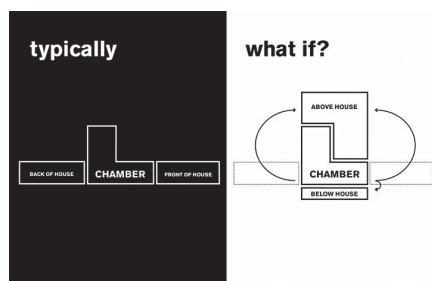 typically
BACK OF HOUSE
CHAMBER
FRONT OF HOUSE
what if?
ABOVE HOUSE
CHAMBER
BELOW HOUSE